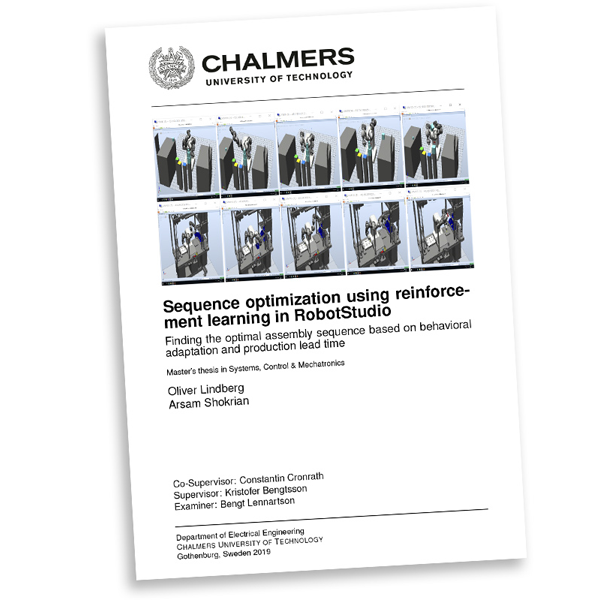 CHALMERS
UNIVERSITY OF TECHNOLOGY
Sequence optimization using reinforce-
ment learning in RobotStudio
Finding the optimal assembly sequence based on behavioral
adaptation and production lead time
Master's thesis in Systems, Control & Mechatronics
Oliver Lindberg
Arsam Shokrian
Co-Supervisor: Constantin Cronrath
Supervisor: Kristofer Bengtsson
Examiner: Bengt Lennartson
Department of Electrical Engineering
CHALMERS UNIVERSITY OF TECHNOLOGY
Gothenburg, Sweden 2019